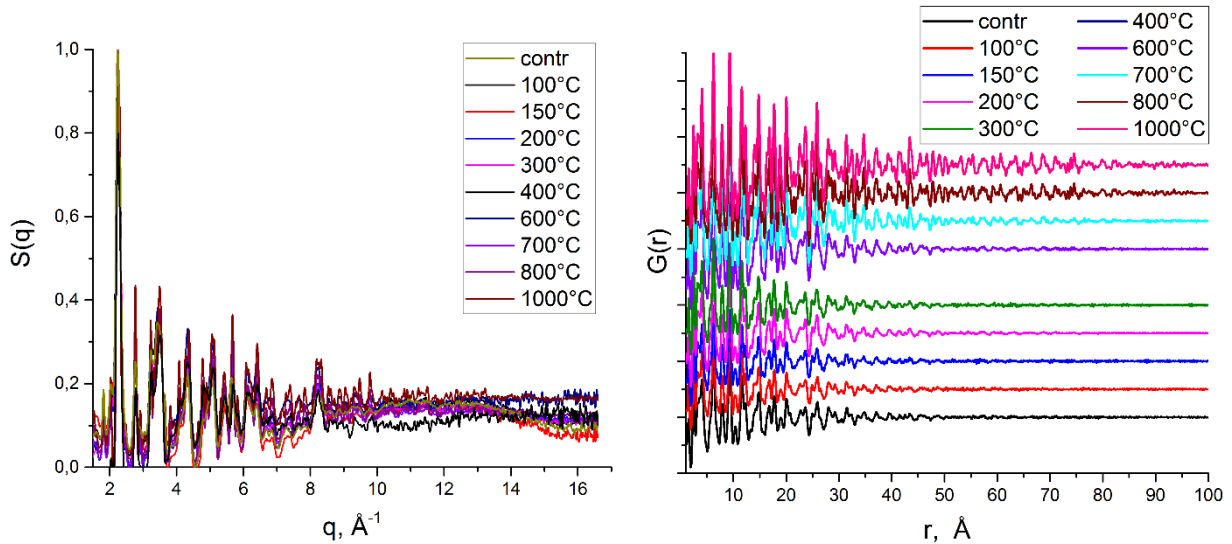 1,0
0,8
0,6
0,4
0,2
0,0
S(q)
2 4 6 8 10 12 14 16
q, Å-1
contr
100°C
150°C
200°C
300°C
400°C
600°C
700°C
800°C
1000°C
G(r)
10 20 30 40 50 60 70 80 90 100
r, Å
contr
100°C
150°C
200°C
300°C
400°C
600°C
700°C
800°C
1000°C